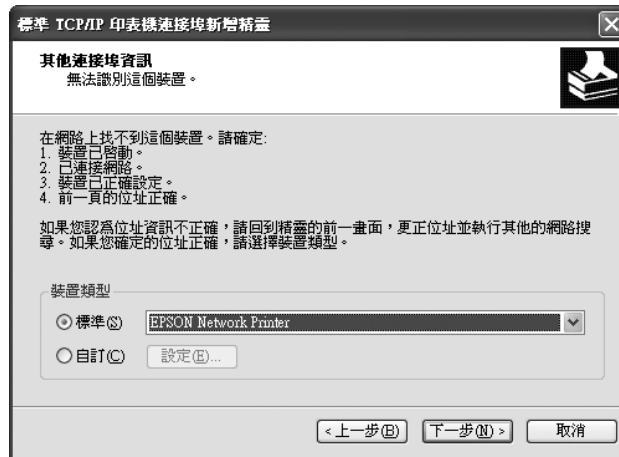 標準 TCP/IP 印表機連接埠新增精靈
其他連接埠資訊
無法識別這個裝置。
在網路上找不到這個裝置。請確定:
1. 裝置已啓動。
2. 已連接網路。
3. 裝置已正確設定。
4. 前一頁的位址正確。
如果您認爲位址資訊不正確，請回到精靈的前一畫面，更正位址並執行其他的網路搜
尋。如果您確定的位址正確，請選擇裝置類型。
裝置類型
標準(S) EPSON Network Printer
自訂(C) 設定(E)...
<上一步(B) 下一步(N)> 取消